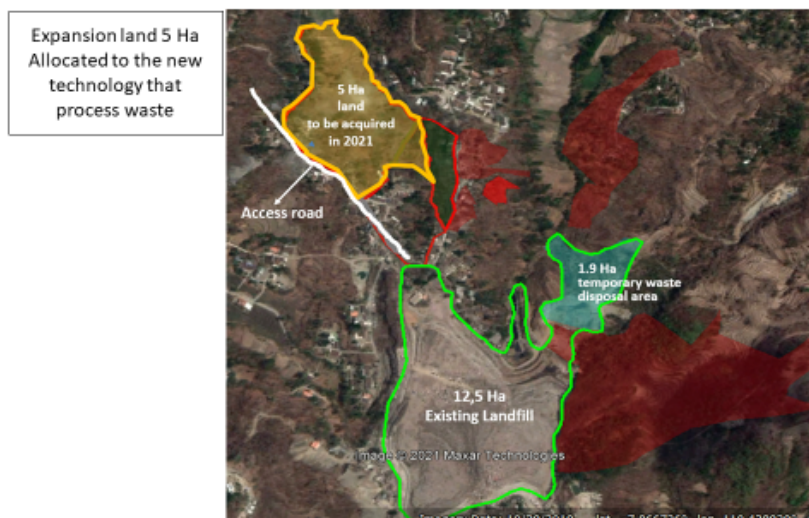 Expansion land 5 Ha
Allocated to the new
technology that
process waste
5 Ha
land
to be acquired
in 2021
Access road
1.9 Ha
temporary waste
disposal area
12,5 Ha
Existing Landfill
Image © 2021 Maxar Technologies